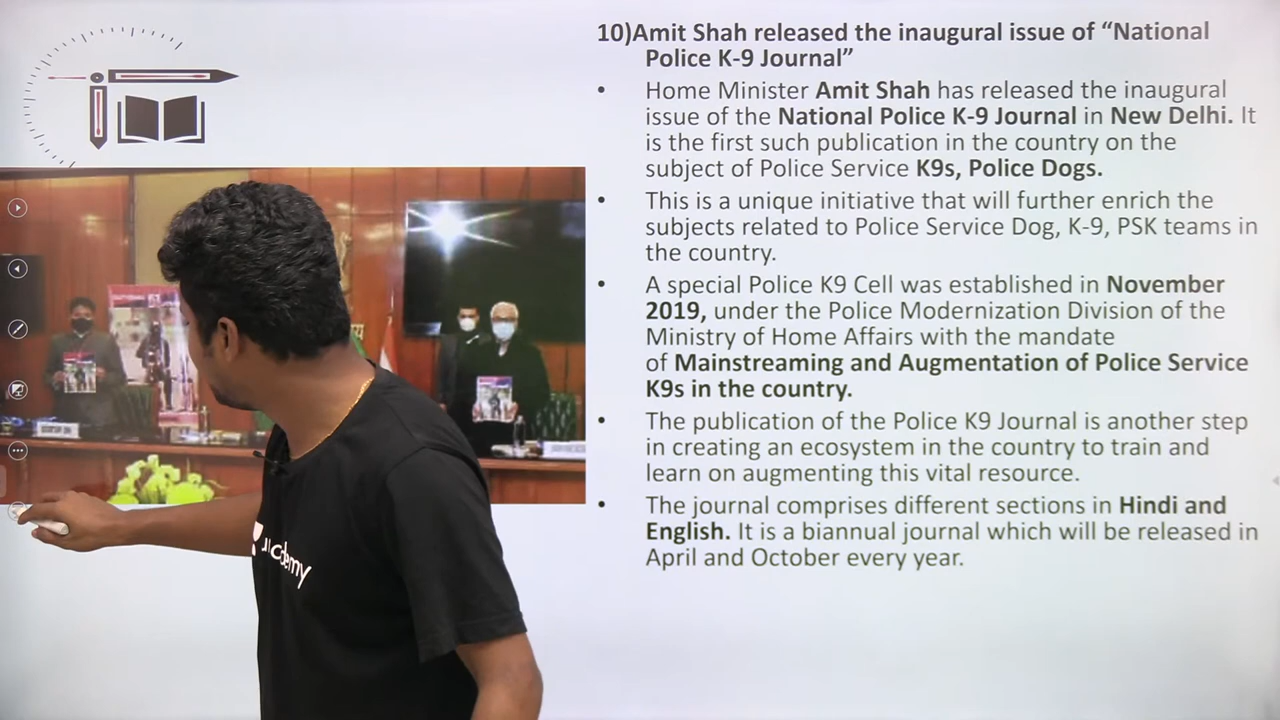 10)Amit Shah released the inaugural issue of “National
Police K-9 Journal”
• Home Minister Amit Shah has released the inaugural
issue of the National Police K-9 Journal in New Delhi. It
is the first such publication in the country on the
subject of Police Service K9s, Police Dogs.
• This is a unique initiative that will further enrich the
subjects related to Police Service Dog, K-9, PSK teams in
the country.
• A special Police K9 Cell was established in November
2019, under the Police Modernization Division of the
Ministry of Home Affairs with the mandate
of Mainstreaming and Augmentation of Police Service
K9s in the country.
• The publication of the Police K9 Journal is another step
in creating an ecosystem in the country to train and
learn on augmenting this vital resource.
• The journal comprises different sections in Hindi and
English. It is a biannual journal which will be released in
April and October every year.